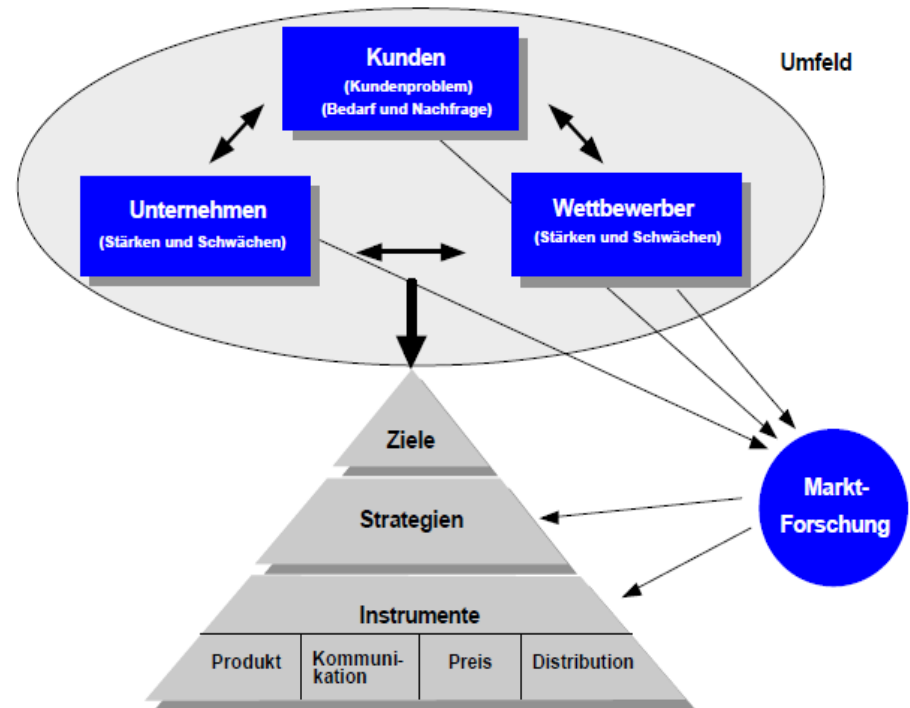 Kunden
(Kundenproblem)
(Bedarf und Nachfrage)
Umfeld
Unternehmen
(Stärken und Schwächen)
Wettbewerber
(Stärken und Schwächen)
Ziele
Strategien
Markt-
Forschung
Instrumente
Produkt
Kommuni-
kation
Preis
Distribution